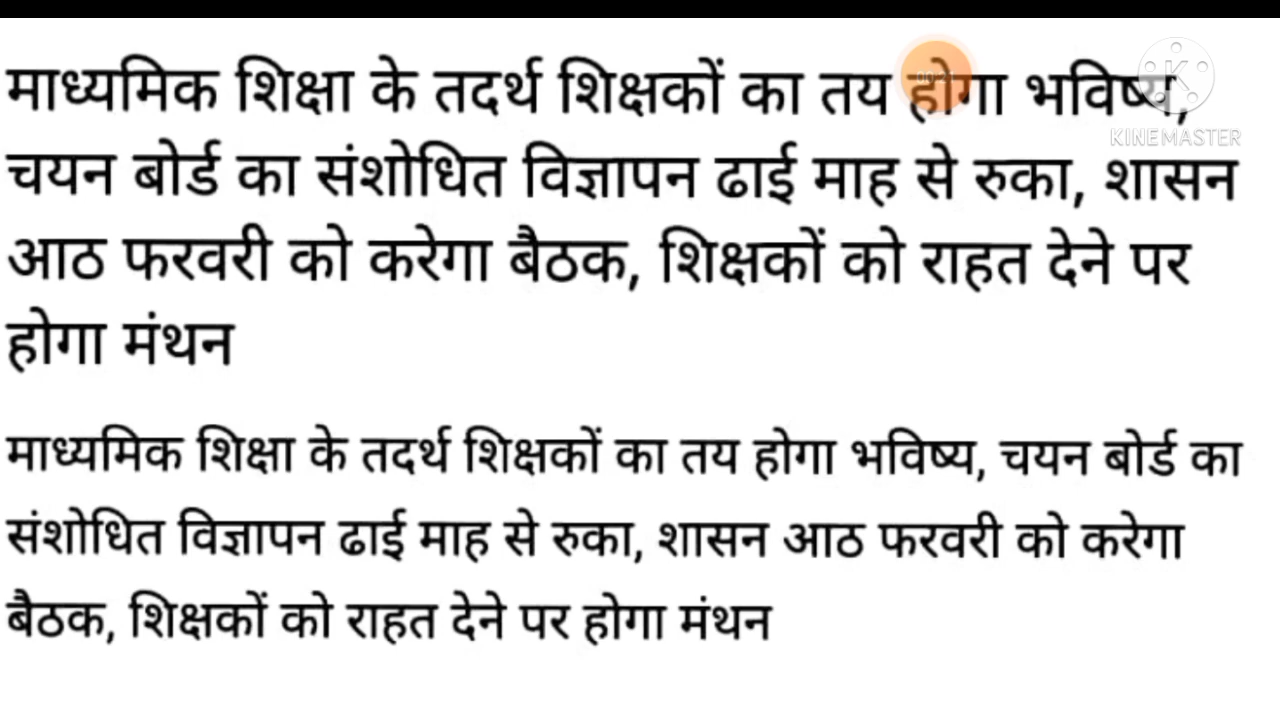 माध्यमिक शिक्षा के तदर्थ शिक्षकों का तय होगा भविष्य,
चयन बोर्ड का संशोधित विज्ञापन ढाई माह से रुका, शासन
आठ फरवरी को करेगा बैठक, शिक्षकों को राहत देने पर
होगा मंथन
माध्यमिक शिक्षा के तदर्थ शिक्षकों का तय होगा भविष्य, चयन बोर्ड का
संशोधित विज्ञापन ढाई माह से रुका, शासन आठ फरवरी को करेगा
बैठक, शिक्षकों को राहत देने पर होगा मंथन
K
KINEMASTER